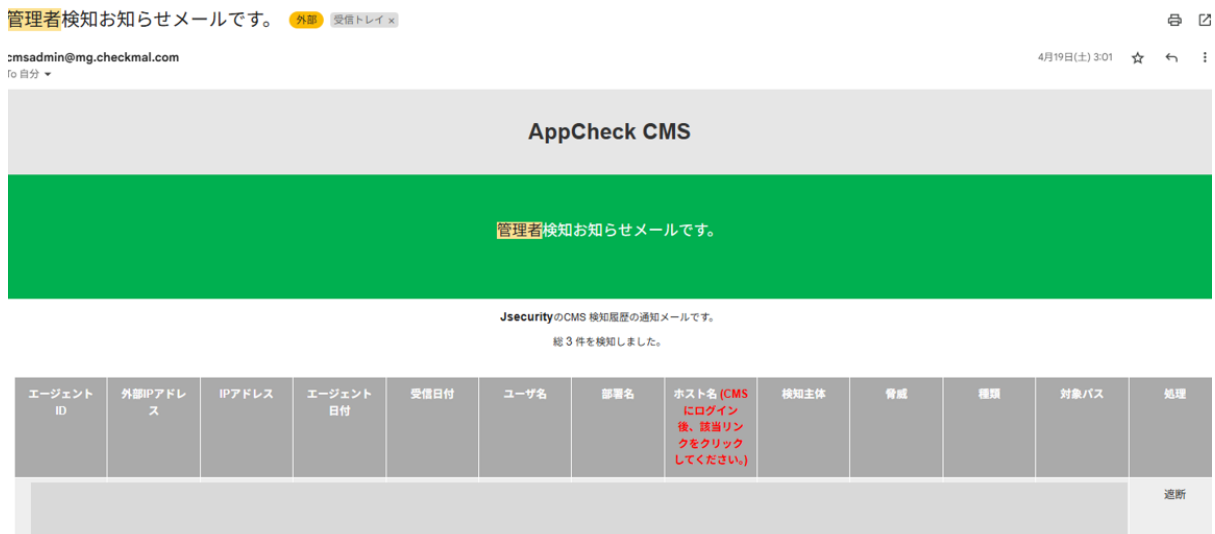 管理者検知お知らせメールです。 外部 受信トレイ ×
cmsadmin@mg.checkmal.com 4月19日(土) 3:01
To 自分
AppCheck CMS
管理者検知お知らせメールです。
JsecurityのCMS 検知履歴の通知メールです。
総 3 件を検知しました。
エージェント
ID
外部IPアドレ
ス
IPアドレス
エージェント
日付
受信日付
ユーザ名
部署名
ホスト名 (CMS
にログイン
後、該当リン
クをクリック
してください。)
検知主体
脅威
種類
対象パス
処理
遮断